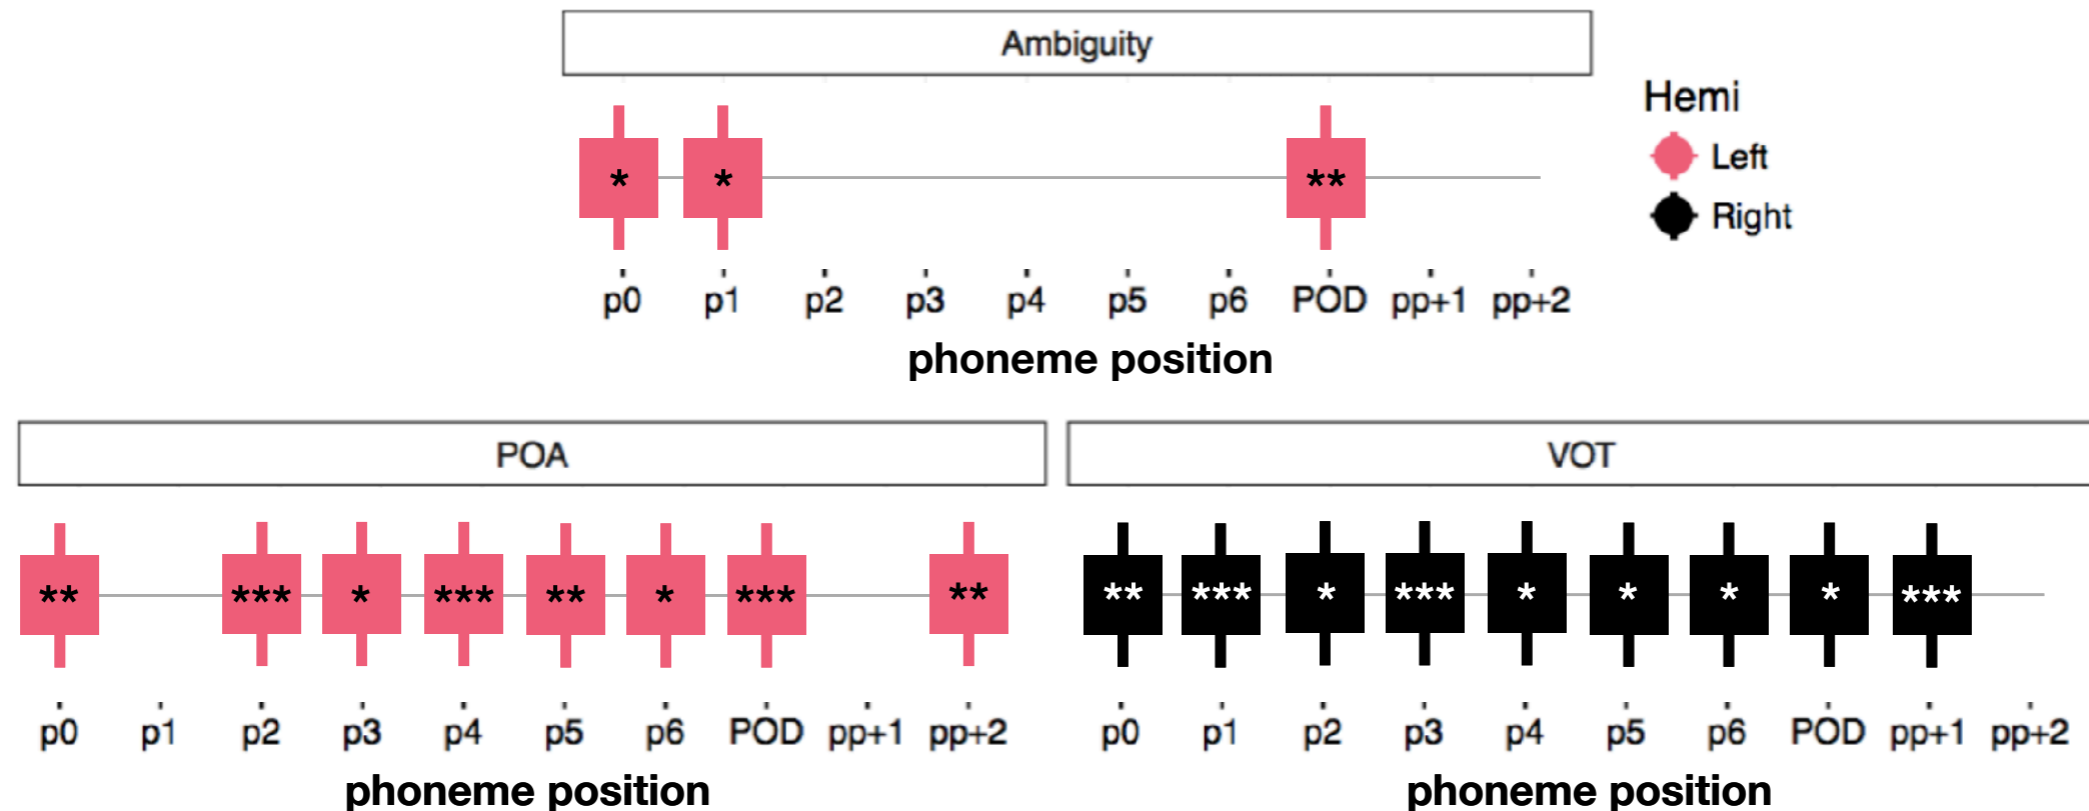 Ambiguity
Hemi
Left
Right
* * **
p0 p1 p2 p3 p4 p5 p6 POD pp+1 pp+2
phoneme position
POA
** *** * *** ** * *** **
p0 p1 p2 p3 p4 p5 p6 POD pp+1 pp+2
phoneme position
VOT
** *** * *** * * * * ***
p0 p1 p2 p3 p4 p5 p6 POD pp+1 pp+2
phoneme position